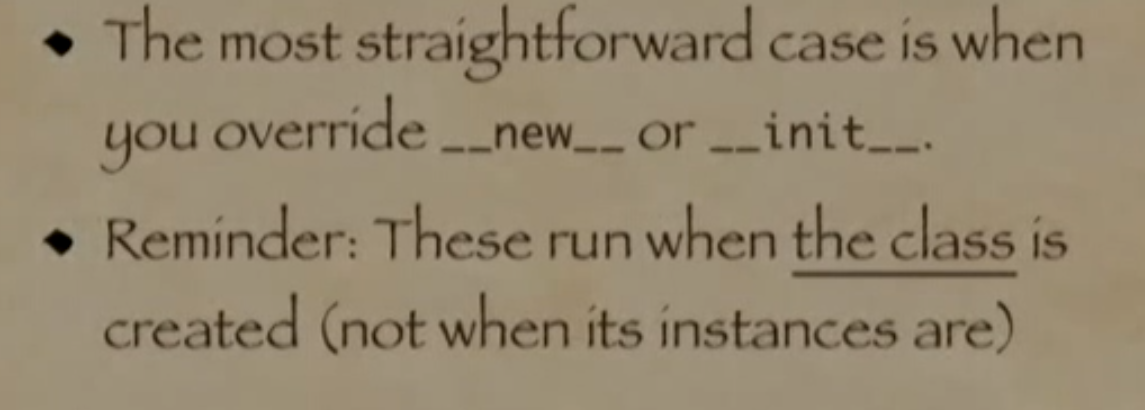 The most straightforward case is when
you override __new__ or __init__.
Reminder: These run when the class is
created (not when its instances are)